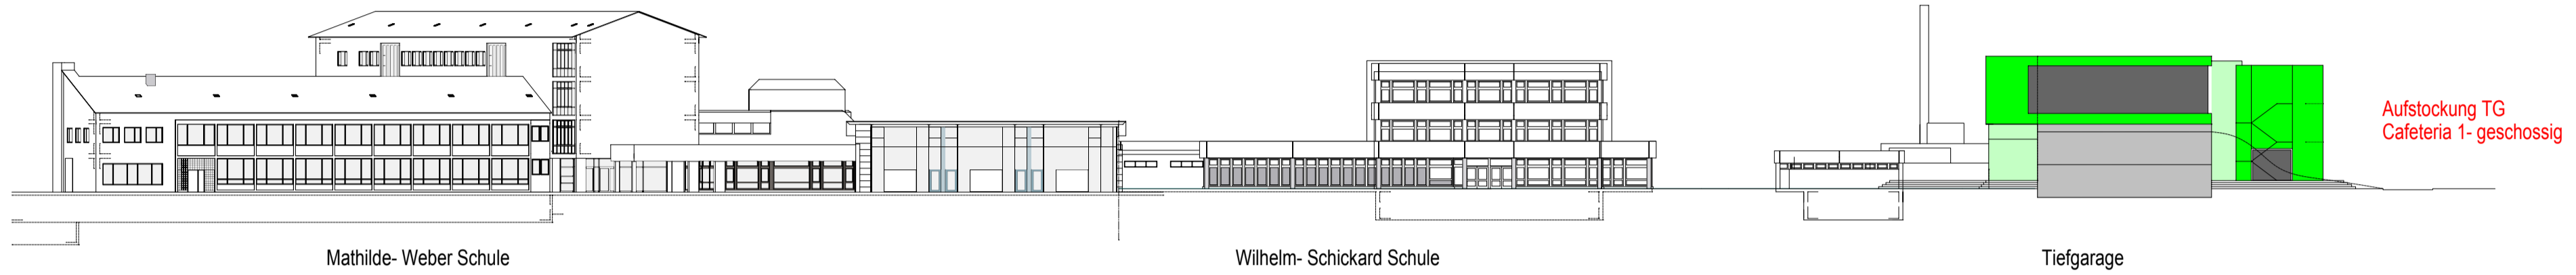 Aufstockung TG
Cafeteria 1- geschossig
Mathilde- Weber Schule
Wilhelm- Schickard Schule
Tiefgarage